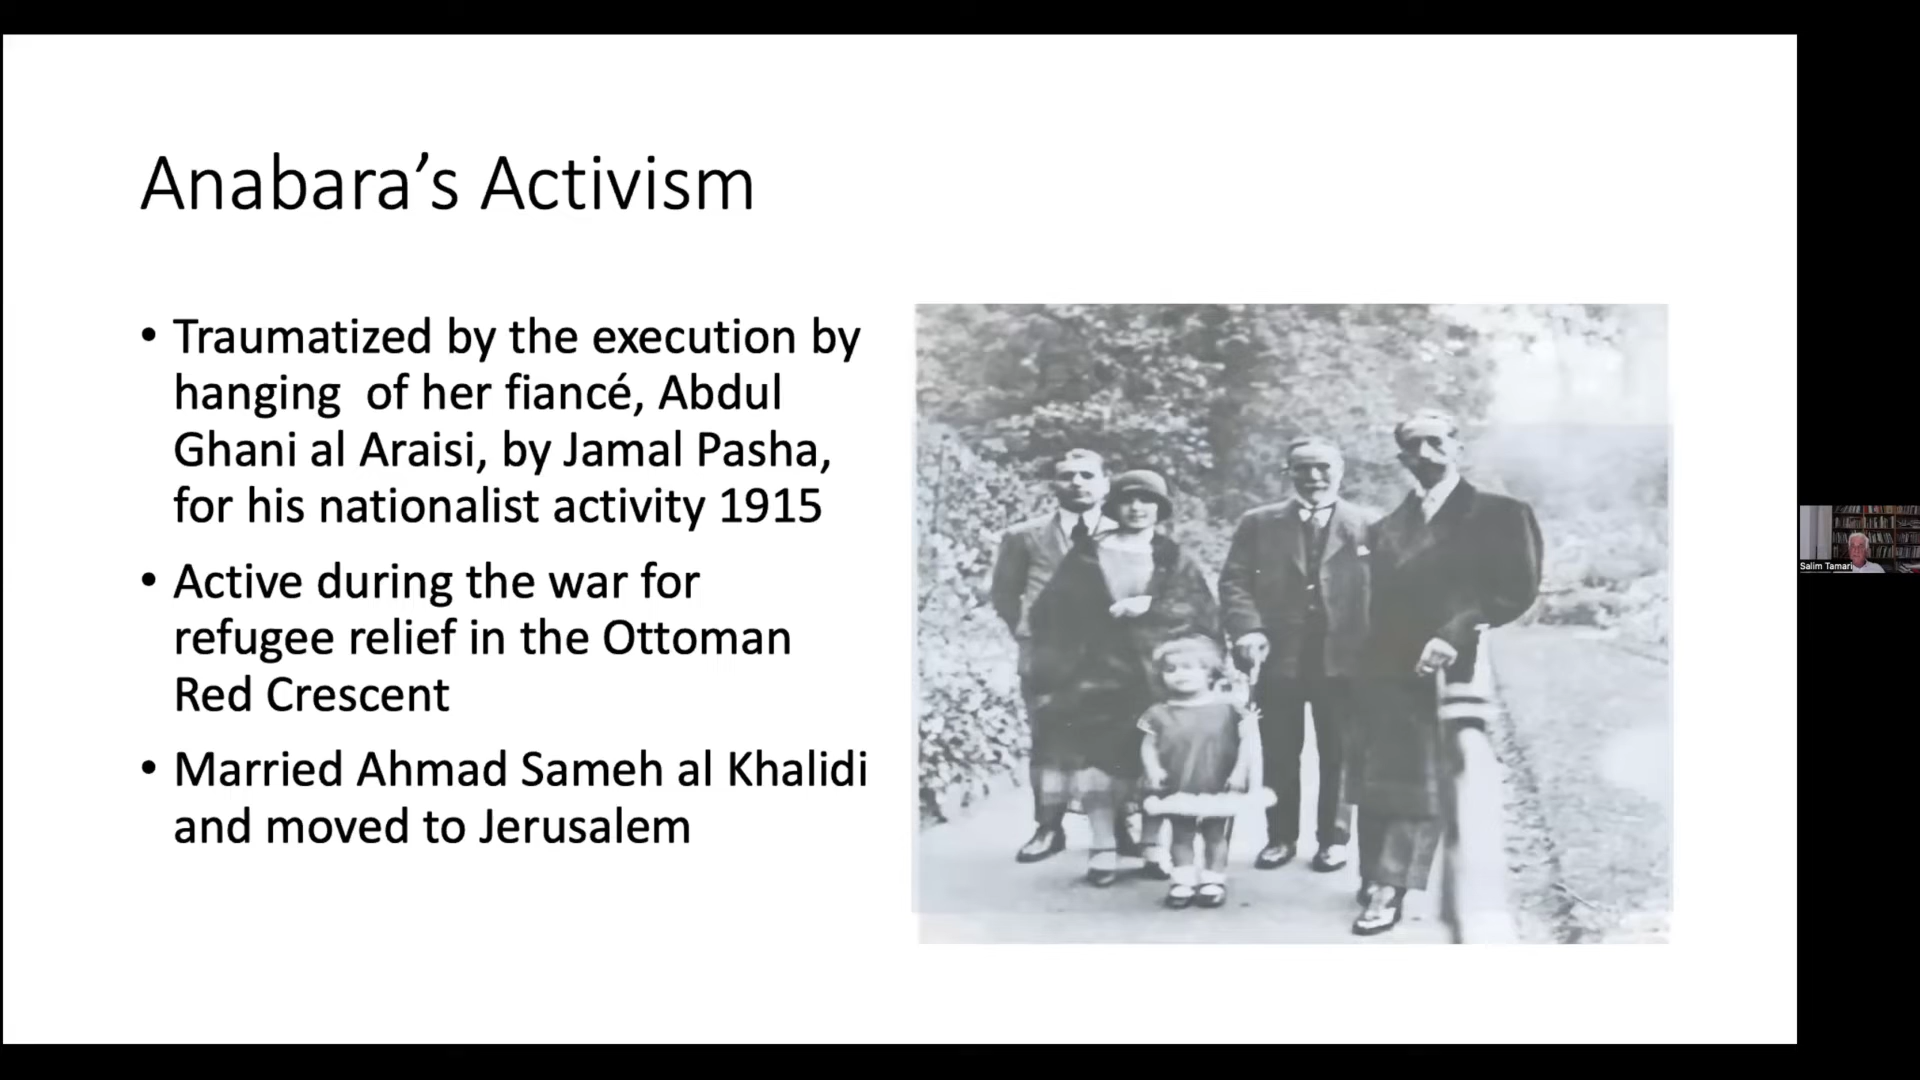 Anabara’s Activism
• Traumatized by the execution by
hanging  of her fiancé, Abdul
Ghani al Araisi, by Jamal Pasha,
for his nationalist activity 1915
• Active during the war for
refugee relief in the Ottoman
Red Crescent
• Married Ahmad Sameh al Khalidi
and moved to Jerusalem
Salim Tamari